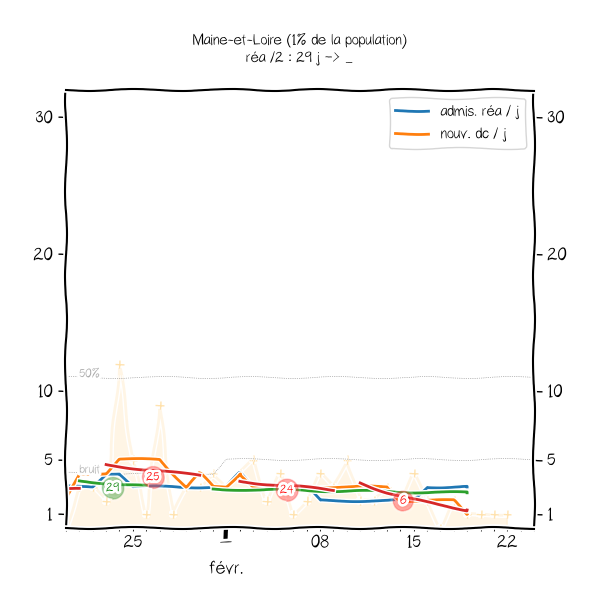 Maine-et-Loire (1% de la population)
réa /2 : 29 j -> _
admis. réa / j
nouv. dc / j
30 30
20 20
50%
10 10
5 5
bruit
29 25 24 6
1 1
25 1 08 15 22
févr.